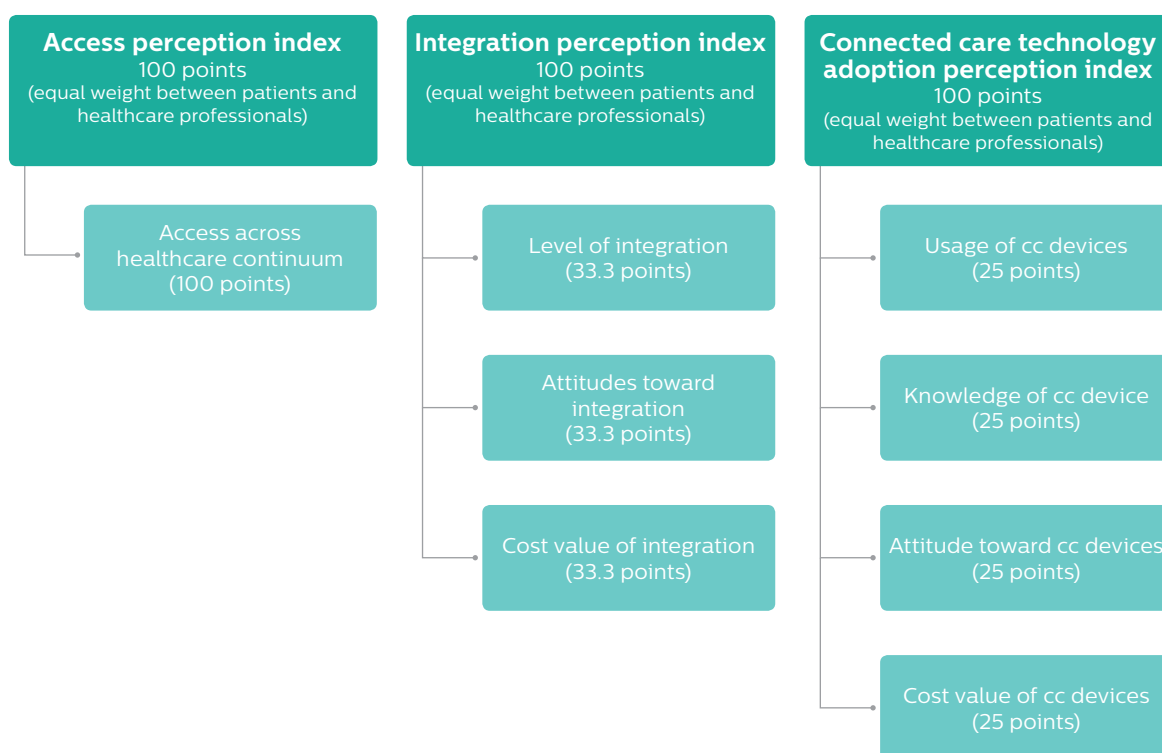 Access perception index
100 points
(equal weight between patients and
healthcare professionals)
Access across
healthcare continuum
(100 points)
Integration perception index
100 points
(equal weight between patients and
healthcare professionals)
Level of integration
(33.3 points)
Attitudes toward
integration
(33.3 points)
Cost value of integration
(33.3 points)
Connected care technology
adoption perception index
100 points
(equal weight between patients and
healthcare professionals)
Usage of cc devices
(25 points)
Knowledge of cc device
(25 points)
Attitude toward cc devices
(25 points)
Cost value of cc devices
(25 points)